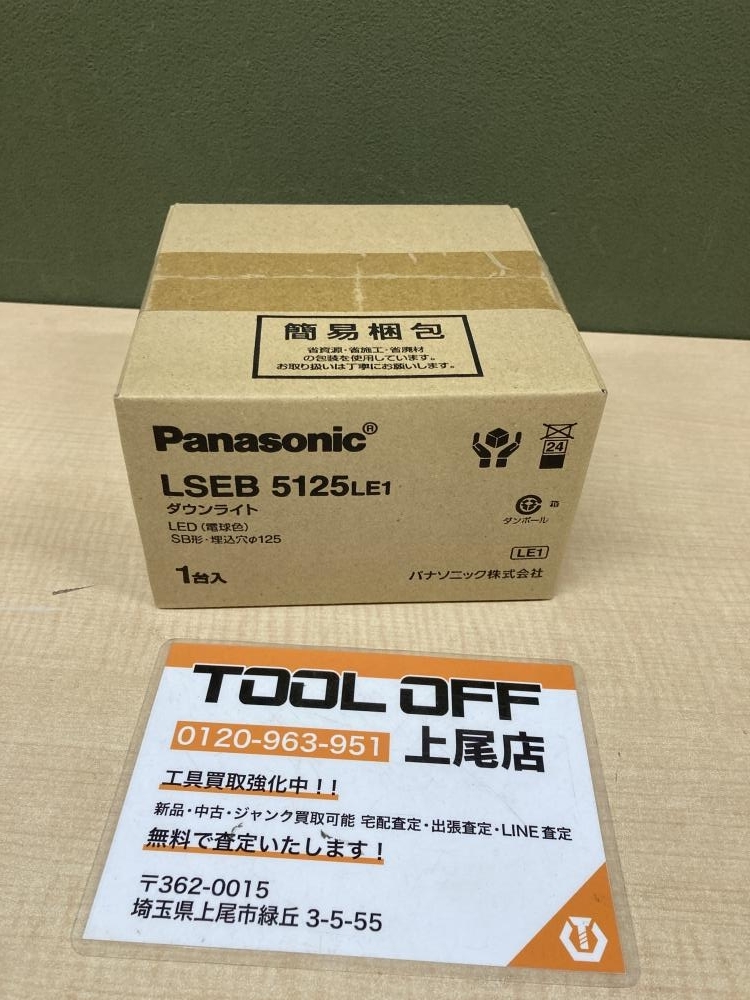 簡易梱包
省資源・省施工・省廃材
の包装を使用しています。
お取り扱いは丁寧にお願いします。
Panasonic®
LSEB 5125LE1
ダウンライト
LED(電球色)
SB形・埋込穴φ125
1台入
24
ダンボール
箱
LE1
パナソニック株式会社
TOOL OFF
0120-963-951 上尾店
工具買取強化中!!
新品・中古・ジャンク買取可能 宅配査定・出張査定・LINE査定
無料で査定いたします!
〒362-0015
埼玉県上尾市緑丘 3-5-55